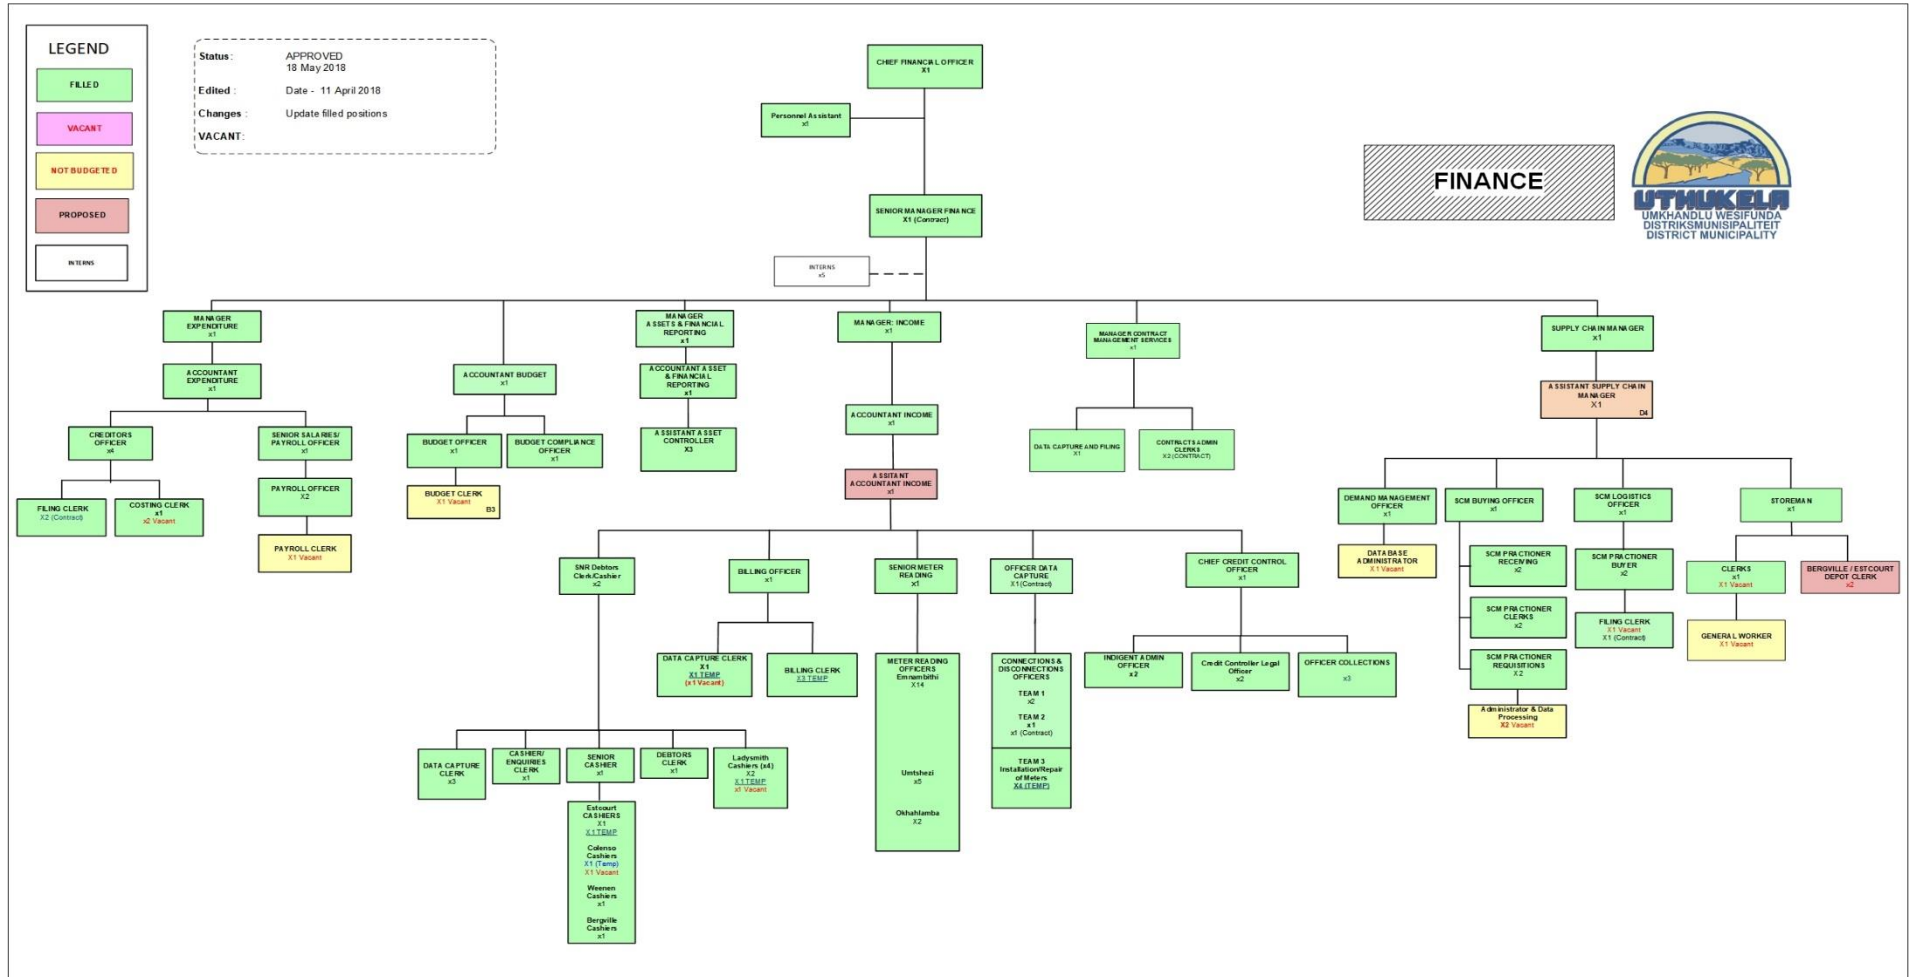 LEGEND
FILLED
VACANT
NOT BUDGETED
PROPOSED
INTERNS
Status : APPROVED
18 May 2018
Edited : Date - 11 April 2018
Changes : Update filled positions
VACANT:
CHIEF FINANCIAL OFFICER
X1
Personnel Assistant
x1
SENIOR MANAGER FINANCE
X1 (Contract)
INTERNS
x5
FINANCE
UTHUKELA
UMKHANDLU WESIFUNDA
DISTRIKSMUNISIPALITEIT
DISTRICT MUNICIPALITY
MANAGER
EXPENDITURE
x1
ACCOUNTANT
EXPENDITURE
x1
CREDITORS
OFFICER
x4
FILING CLERK
X2 (Contract)
COSTING CLERK
x1
x2 Vacant
SENIOR SALARIES/
PAYROLL OFFICER
x1
PAYROLL OFFICER
X2
PAYROLL CLERK
X1 Vacant
ACCOUNTANT BUDGET
x1
BUDGET OFFICER
x1
BUDGET CLERK
X1 Vacant
B3
BUDGET COMPLIANCE
OFFICER
x1
MANAGER
ASSETS & FINANCIAL
REPORTING
x1
ACCOUNTANT ASSET
& FINANCIAL
REPORTING
x1
ASSISTANT ASSET
CONTROLLER
X3
MANAGER: INCOME
x1
ACCOUNTANT INCOME
x1
ASSITANT
ACCOUNTANT INCOME
x1
SNR Debtors
Clerk/Cashier
x2
DATA CAPTURE
CLERK
x3
CASHIER/
ENQUIRIES
CLERK
x1
SENIOR
CASHIER
x1
Estcourt
CASHIERS
X1
X1 TEMP
Colenso
Cashiers
X1 (Temp)
X1 Vacant
Weenen
Cashiers
x1
Bergville
Cashiers
x1
DEBTORS
CLERK
x1
Ladysmith
Cashiers (x4)
X2
X1 TEMP
x1 Vacant
BILLING OFFICER
x1
DATA CAPTURE CLERK
X1
X1 TEMP
(x1 Vacant)
BILLING CLERK
X3 TEMP
SENIOR METER
READING
x1
METER READING
OFFICERS
Emnambithi
X14
Umtshezi
x5
Okhahlamba
X2
OFFICER DATA
CAPTURE
X1 (Contract)
CONNECTIONS &
DISCONNECTIONS
OFFICERS
TEAM 1
x2
TEAM 2
x1
x1 (Contract)
TEAM 3
Installation/Repair
of Meters
X4 (TEMP)
CHIEF CREDIT CONTROL
OFFICER
x1
INDIGENT ADMIN
OFFICER
x2
Credit Controller Legal
Officer
x2
OFFICER COLLECTIONS
x3
MANAGER CONTRACT
MANAGEMENT SERVICES
x1
DATA CAPTURE AND FILING
X1
CONTRACTS ADMIN
CLERKS
X2 (CONTRACT)
SUPPLY CHAIN MANAGER
x1
ASSISTANT SUPPLY CHAIN
MANAGER
X1
D4
DEMAND MANAGEMENT
OFFICER
x1
DATABASE
ADMINISTRATOR
X1 Vacant
SCM BUYING OFFICER
x1
SCM PRACTIONER
RECEIVING
x2
SCM PRACTIONER
CLERKS
x2
SCM PRACTIONER
REQUISITIONS
X2
Administrator & Data
Processing
X2 Vacant
SCM LOGISTICS
OFFICER
x1
SCM PRACTIONER
BUYER
x2
FILING CLERK
X1 Vacant
X1 (Contract)
STOREMAN
x1
CLERKS
x1
X1 Vacant
GENERAL WORKER
X1 Vacant
BERGVILLE / ESTCOURT
DEPOT CLERK
x2